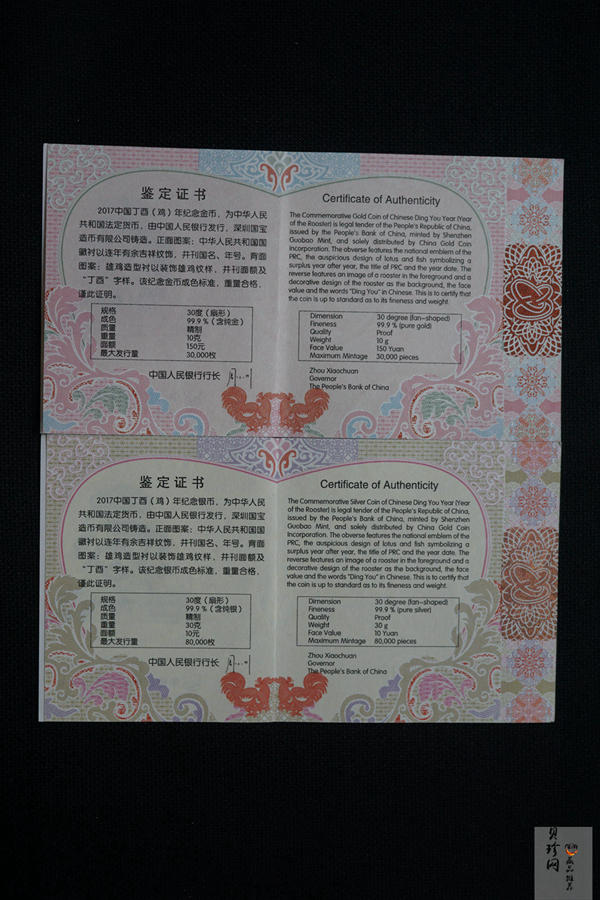 鉴定证书
2017中国丁酉（鸡）年纪念金币，为中华人民
共和国法定货币，由中国人民银行发行，深圳国宝
造币有限公司铸造。正面图案：中华人民共和国国
徽衬以连年有余吉祥纹饰，并刊国名、年号。背面
图案：雄鸡造型衬以装饰雄鸡纹样，并刊面额及
“丁酉”字样。该纪念金币成色标准，重量合格，
谨此证明。
规格 30度（扇形）
成色 99.9％（含纯金）
质量 精制
重量 10克
面额 150元
最大发行量 30,000枚
中国人民银行行长
Certificate of Authenticity
The Commemorative Gold Coin of Chinese Ding You Year (Year
of the Rooster) is legal tender of the People's Republic of China,
issued by the People's Bank of China, minted by Shenzhen
Guobao Mint, and solely distributed by China Gold Coin
Incorporation. The obverse features the national emblem of the
PRC, the auspicious design of lotus and fish symbolizing a
surplus year after year, the title of PRC and the year date. The
reverse features an image of a rooster in the foreground and a
decorative design of the rooster as the background, the face
value and the words "Ding You" in Chinese. This is to certify that
the coin is up to standard as to its fineness and weight.
Dimension 30 degree (fan-shaped)
Fineness 99.9 % (pure gold)
Quality Proof
Weight 10 g
Face Value 150 Yuan
Maximum Mintage 30,000 pieces
Zhou Xiaochuan
Governor
The People's Bank of China
鉴定证书
2017中国丁酉（鸡）年纪念银币，为中华人民
共和国法定货币，由中国人民银行发行，深圳国宝
造币有限公司铸造。正面图案：中华人民共和国国
徽衬以连年有余吉祥纹饰，并刊国名、年号。背面
图案：雄鸡造型衬以装饰雄鸡纹样，并刊面额及
“丁酉”字样。该纪念银币成色标准，重量合格，
谨此证明。
规格 30度（扇形）
成色 99.9％（含纯银）
质量 精制
重量 30克
面额 10元
最大发行量 80,000枚
中国人民银行行长
Certificate of Authenticity
The Commemorative Silver Coin of Chinese Ding You Year (Year
of the Rooster) is legal tender of the People's Republic of China,
issued by the People's Bank of China, minted by Shenzhen
Guobao Mint, and solely distributed by China Gold Coin
Incorporation. The obverse features the national emblem of the
PRC, the auspicious design of lotus and fish symbolizing a
surplus year after year, the title of PRC and the year date. The
reverse features an image of a rooster in the foreground and a
decorative design of the rooster as the background, the face
value and the words "Ding You" in Chinese. This is to certify that
the coin is up to standard as to its fineness and weight.
Dimension 30 degree (fan-shaped)
Fineness 99.9 % (pure silver)
Quality Proof
Weight 30 g
Face Value 10 Yuan
Maximum Mintage 80,000 pieces
Zhou Xiaochuan
Governor
The People's Bank of China
贝珍网